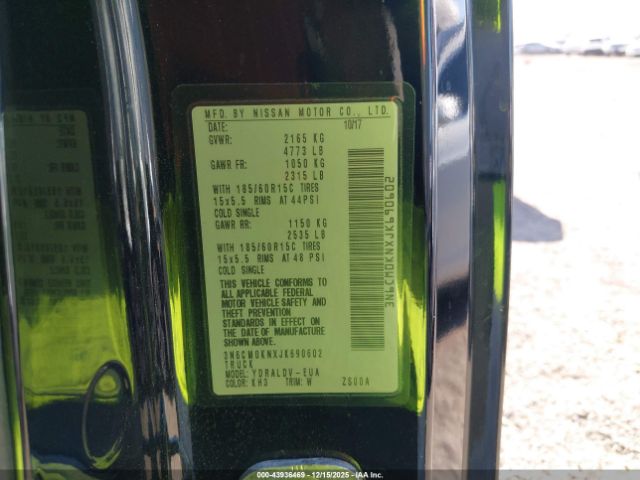 MFD. BY NISSAN MOTOR CO., LTD.
DATE: 10/17
GVWR: 2165 KG
4773 LB
GAWR FR: 1050 KG
2315 LB
WITH 185/60R15C TIRES
15x5.5 RIMS AT 44PSI
COLD SINGLE
GAWR RR: 1150 KG
2535 LB
WITH 185/60R15C TIRES
15x5.5 RIMS AT 48 PSI
COLD SINGLE
THIS VEHICLE CONFORMS TO
ALL APPLICABLE FEDERAL
MOTOR VEHICLE SAFETY AND
THEFT PREVENTION
STANDARDS IN EFFECT ON
THE DATE OF MANUFACTURE
SHOWN ABOVE.
3N6CM0KNXJK690602
TRUCK
MODEL: YDRALDV-EUA
COLOR: KH3 TRIM: W ZS00A
3N6CM0KNXJK690602
000-43936469 - 12/15/2025 - IAAI.COM